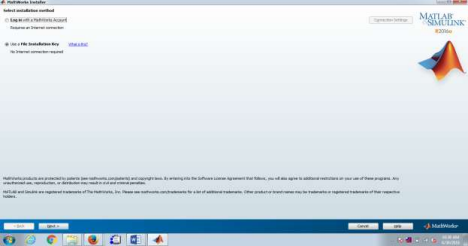 MathWorks Installer
Select installation method
Log in with a MathWorks Account
Requires an Internet connection
Connection Settings
MATLAB
SIMULINK
Use a File Installation Key What is this?
No Internet connection required
MathWorks products are protected by patents (see mathworks.com/patents) and copyright laws. By entering into the Software License Agreement that follows, you will also agree to additional restrictions on your use of these programs. Any
unauthorized use, reproduction, or distribution may result in civil and criminal penalties.
MATLAB and Simulink are registered trademarks of The MathWorks, Inc. Please see mathworks.com/trademarks for a list of additional trademarks. Other product or brand names may be trademarks or registered trademarks of their respective
holders.
< Back Next > Cancel Help MathWorks